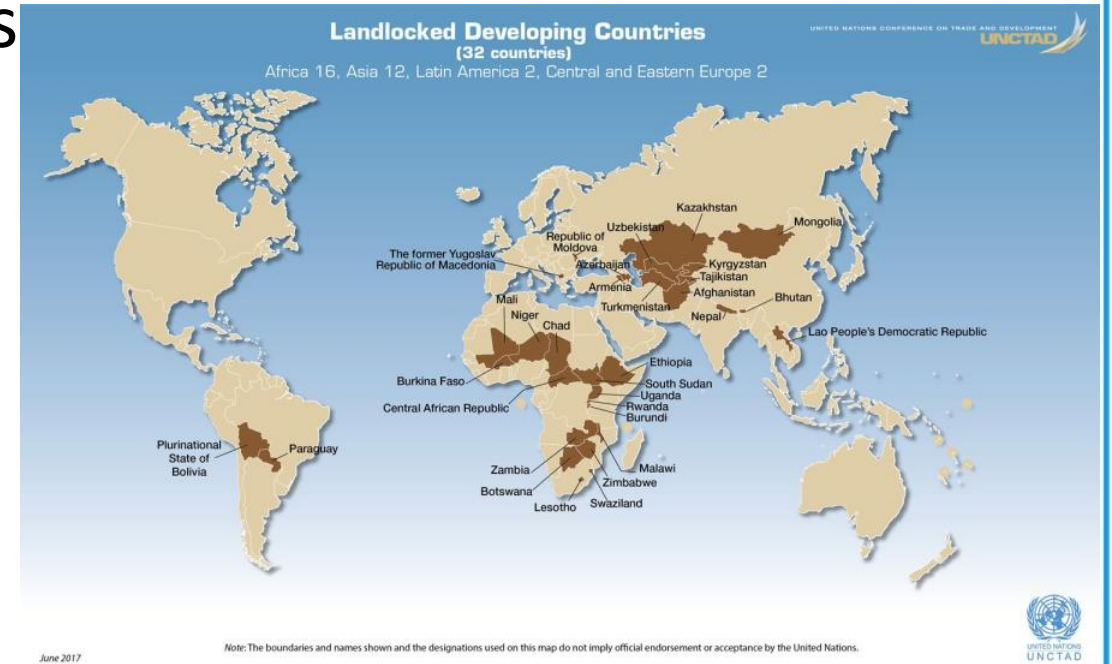 s
Landlocked Developing Countries
(32 countries)
Africa 16, Asia 12, Latin America 2, Central and Eastern Europe 2
UNITED NATIONS CONFERENCE ON TRADE AND DEVELOPMENT
UNCTAD
Kazakhstan
Uzbekistan
Mongolia
Republic of
Moldova
The former Yugoslav
Republic of Macedonia
Azerbaijan
Kyrgyzstan
Tajikistan
Armenia
Afghanistan
Turkmenistan
Bhutan
Nepal
Mali
Niger
Chad
Lao People's Democratic Republic
Ethiopia
Burkina Faso
South Sudan
Uganda
Central African Republic
Rwanda
Burundi
Plurinational
State of
Bolivia
Paraguay
Zambia
Malawi
Botswana
Zimbabwe
Lesotho
Swaziland
UNITED NATIONS
UNCTAD
Note: The boundaries and names shown and the designations used on this map do not imply official endorsement or acceptance by the United Nations.
June 2017